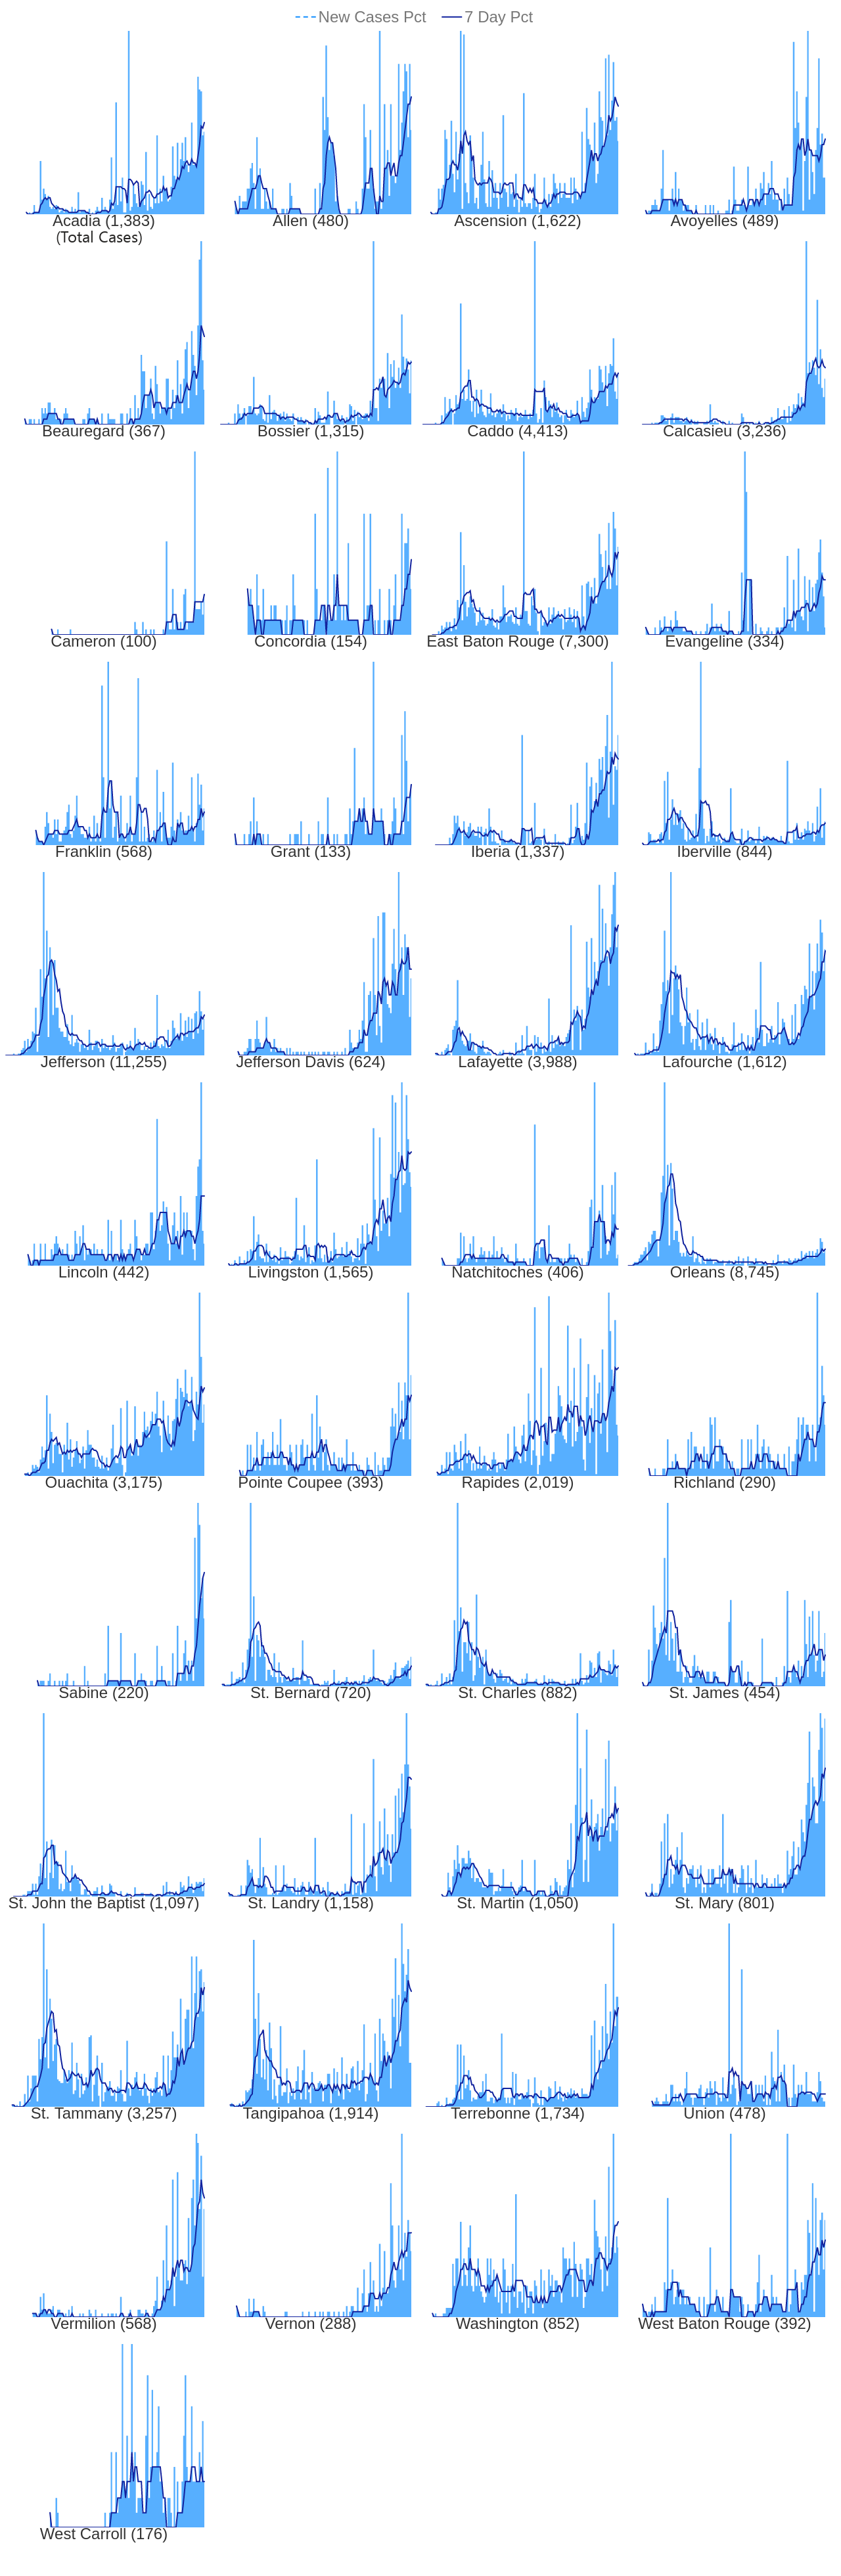 New Cases Pct 7 Day Pct
Acadia (1,383) Allen (480) Ascension (1,622) Avoyelles (489)
(Total Cases)
Beauregard (367) Bossier (1,315) Caddo (4,413) Calcasieu (3,236)
Cameron (100) Concordia (154) East Baton Rouge (7,300) Evangeline (334)
Franklin (568) Grant (133) Iberia (1,337) Iberville (844)
Jefferson (11,255) Jefferson Davis (624) Lafayette (3,988) Lafourche (1,612)
Lincoln (442) Livingston (1,565) Natchitoches (406) Orleans (8,745)
Ouachita (3,175) Pointe Coupee (393) Rapides (2,019) Richland (290)
Sabine (220) St. Bernard (720) St. Charles (882) St. James (454)
St. John the Baptist (1,097) St. Landry (1,158) St. Martin (1,050) St. Mary (801)
St. Tammany (3,257) Tangipahoa (1,914) Terrebonne (1,734) Union (478)
Vermilion (568) Vernon (288) Washington (852) West Baton Rouge (392)
West Carroll (176)